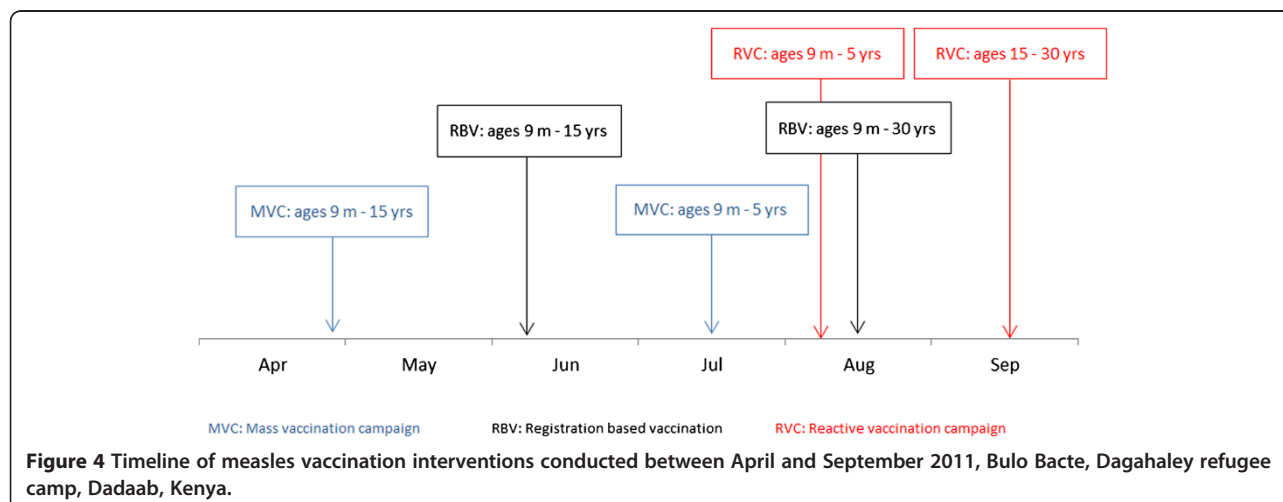 RVC: ages 9 m - 5 yrs
RVC: ages 15 - 30 yrs
RBV: ages 9 m - 15 yrs
RBV: ages 9 m - 30 yrs
MVC: ages 9 m - 15 yrs
MVC: ages 9 m - 5 yrs
Apr May Jun Jul Aug Sep
MVC: Mass vaccination campaign RBV: Registration based vaccination RVC: Reactive vaccination campaign
Figure 4 Timeline of measles vaccination interventions conducted between April and September 2011, Bulo Bacte, Dagahaley refugee
camp, Dadaab, Kenya.